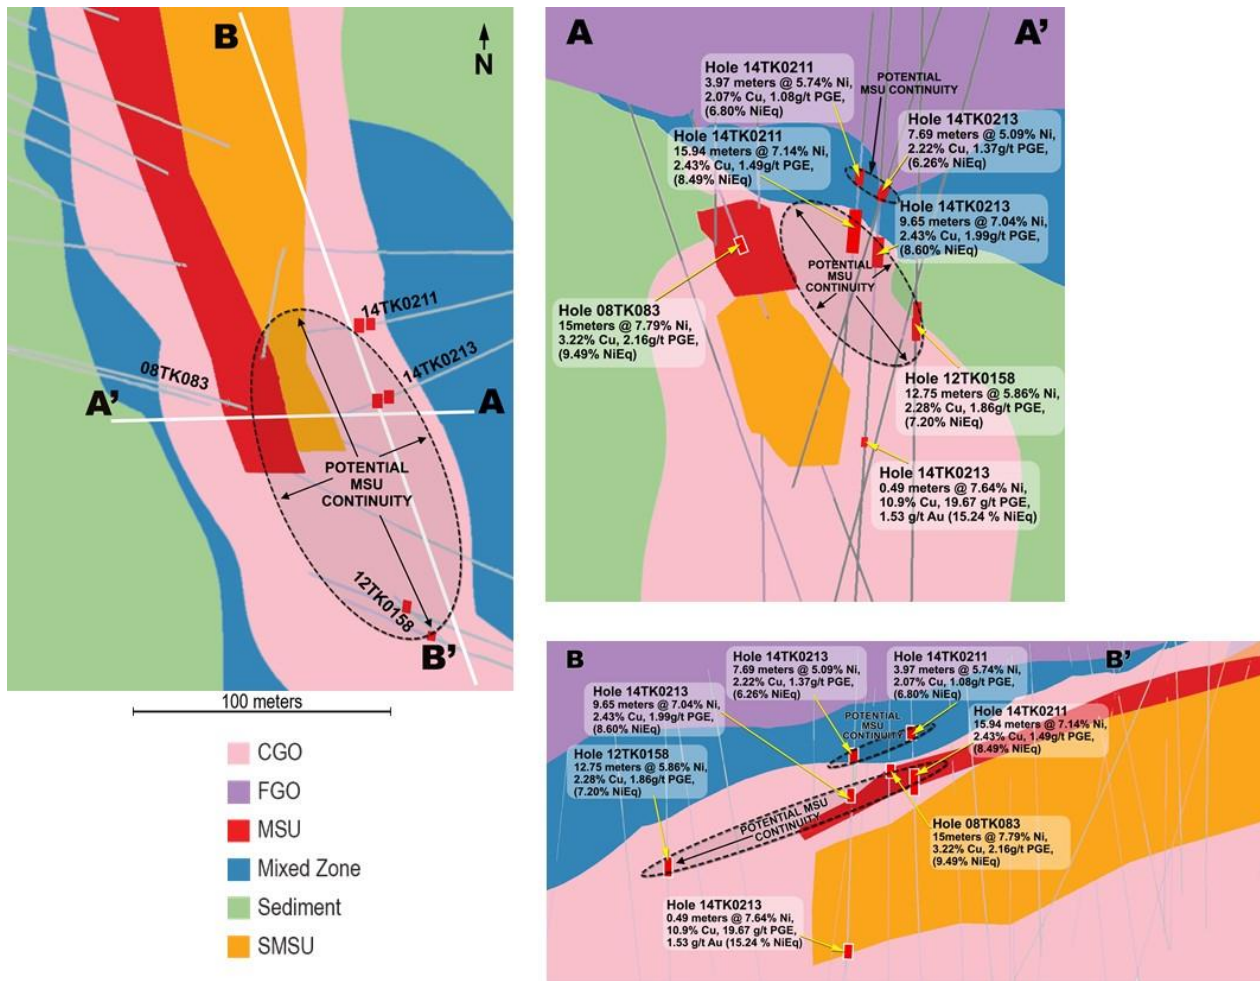 B
N
14TK0211
14TK0213
08TK083
A'
A
POTENTIAL
MSU
CONTINUITY
12TK0158
B'
100 meters
CGO
FGO
MSU
Mixed Zone
Sediment
SMSU
A
A'
Hole 14TK0211
3.97 meters @ 5.74% Ni,
2.07% Cu, 1.08g/t PGE,
(6.80% NiEq)
POTENTIAL
MSU CONTINUITY
Hole 14TK0213
7.69 meters @ 5.09% Ni,
2.22% Cu, 1.37g/t PGE,
(6.26% NiEq)
Hole 14TK0211
15.94 meters @ 7.14% Ni,
2.43% Cu, 1.49g/t PGE,
(8.49% NiEq)
Hole 14TK0213
9.65 meters @ 7.04% Ni,
2.43% Cu, 1.99g/t PGE,
(8.60% NiEq)
POTENTIAL
MSU
CONTINUITY
Hole 08TK083
15meters @ 7.79% Ni,
3.22% Cu, 2.16g/t PGE,
(9.49% NiEq)
Hole 12TK0158
12.75 meters @ 5.86% Ni,
2.28% Cu, 1.86g/t PGE,
(7.20% NiEq)
Hole 14TK0213
0.49 meters @ 7.64% Ni,
10.9% Cu, 19.67 g/t PGE,
1.53 g/t Au (15.24 % NiEq)
B
B'
Hole 14TK0213
7.69 meters @ 5.09% Ni,
2.22% Cu, 1.37g/t PGE,
(6.26% NiEq)
Hole 14TK0211
3.97 meters @ 5.74% Ni,
2.07% Cu, 1.08g/t PGE,
(6.80% NiEq)
Hole 14TK0213
9.65 meters @ 7.04% Ni,
2.43% Cu, 1.99g/t PGE,
(8.60% NiEq)
POTENTIAL
MSU
CONTINUITY
Hole 14TK0211
15.94 meters @ 7.14% Ni,
2.43% Cu, 1.49g/t PGE,
(8.49% NiEq)
Hole 12TK0158
12.75 meters @ 5.86% Ni,
2.28% Cu, 1.86g/t PGE,
(7.20% NiEq)
POTENTIAL MSU
CONTINUITY
Hole 08TK083
15meters @ 7.79% Ni,
3.22% Cu, 2.16g/t PGE,
(9.49% NiEq)
Hole 14TK0213
0.49 meters @ 7.64% Ni,
10.9% Cu, 19.67 g/t PGE,
1.53 g/t Au (15.24 % NiEq)